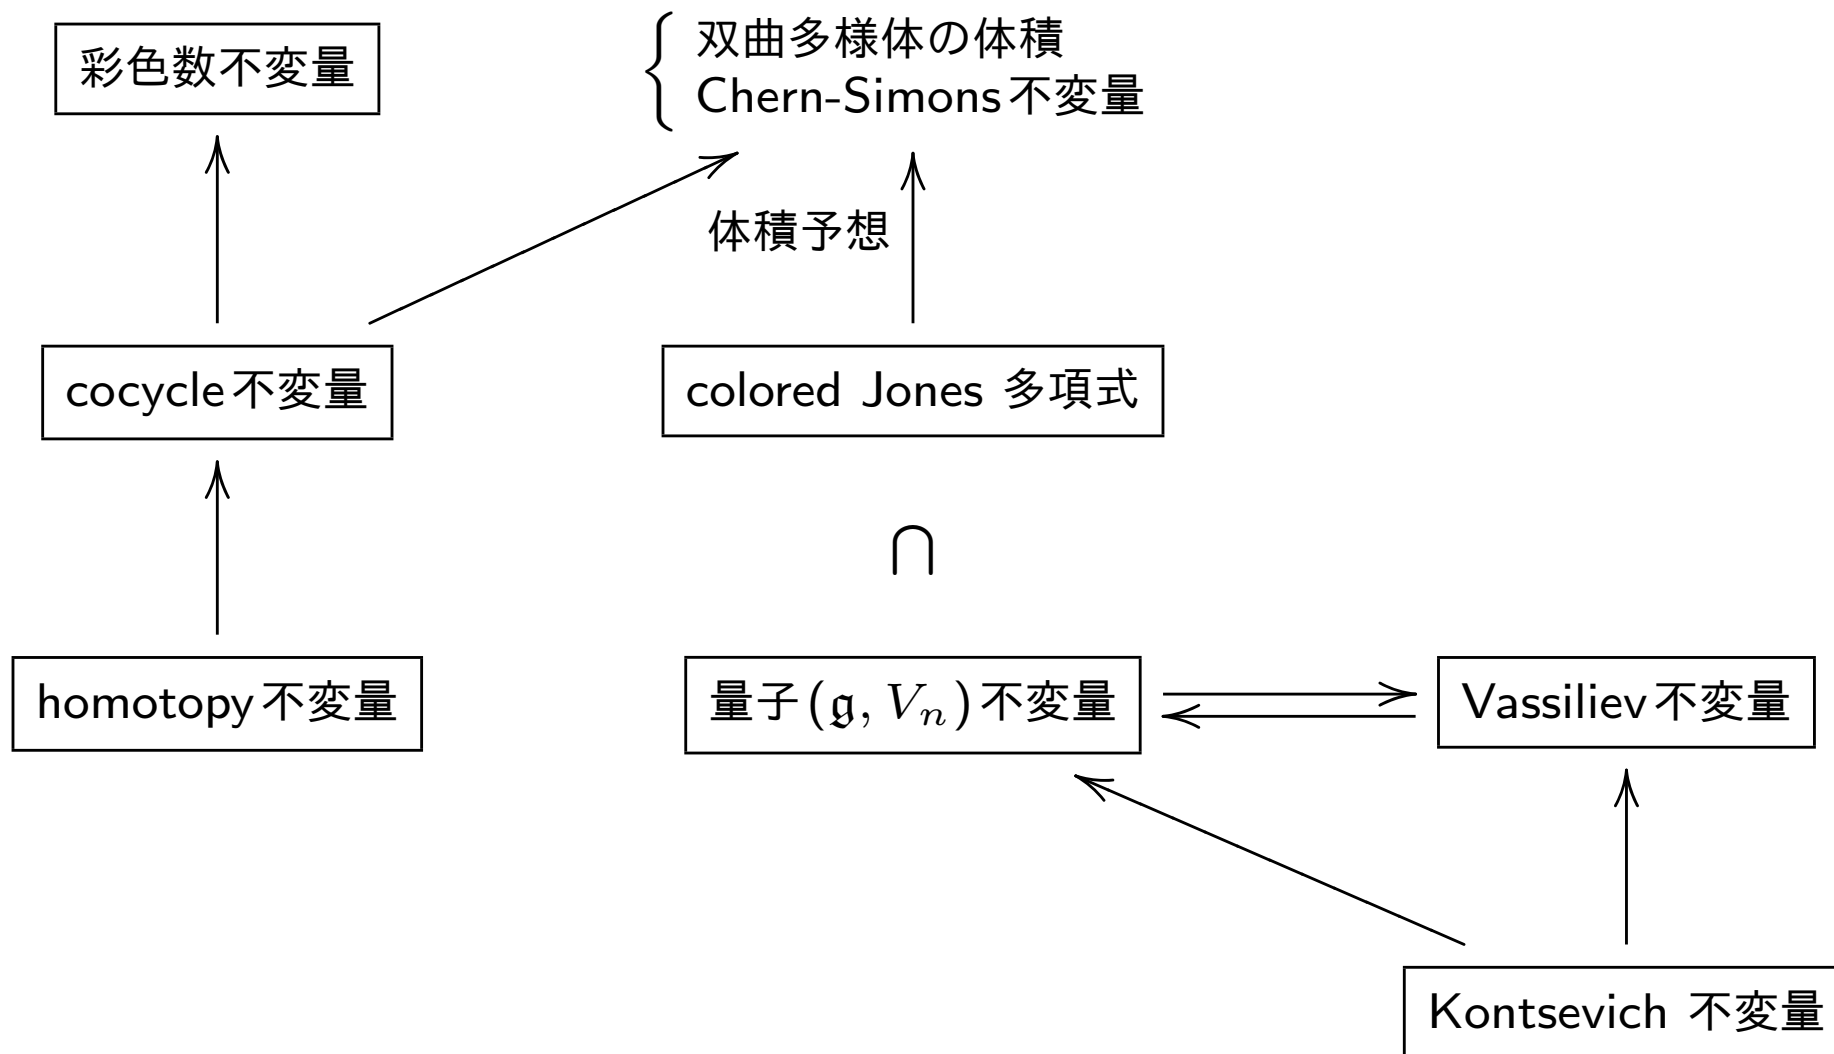 彩色数不変量
双曲多様体の体積
Chern-Simons不変量
体積予想
cocycle不変量
colored Jones 多項式
∩
homotopy不変量
量子(𝔤, Vₙ)不変量
Vassiliev不変量
Kontsevich 不変量